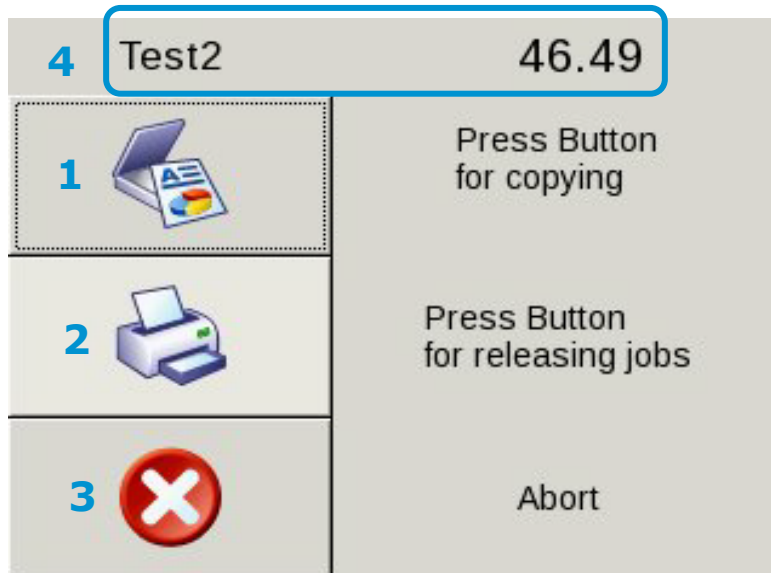 4 Test2 46.49
1 Press Button
for copying
2 Press Button
for releasing jobs
3 Abort